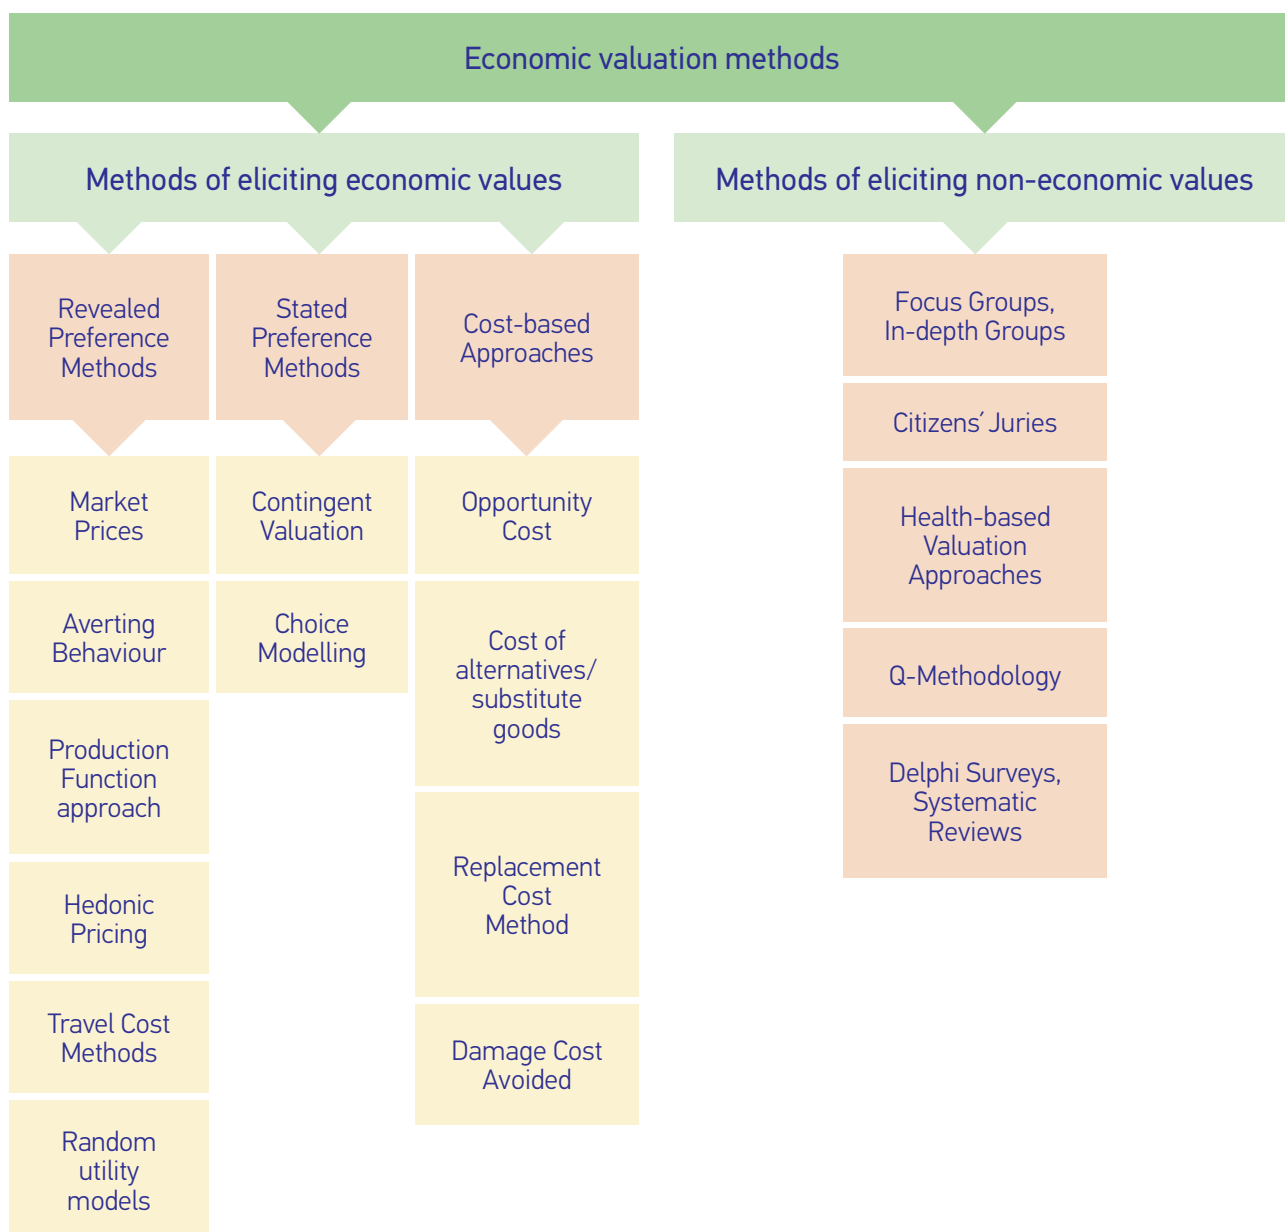 Economic valuation methods
Methods of eliciting economic values
Methods of eliciting non-economic values
Revealed
Preference
Methods
Stated
Preference
Methods
Cost-based
Approaches
Market
Prices
Averting
Behaviour
Production
Function
approach
Hedonic
Pricing
Travel Cost
Methods
Random
utility
models
Contingent
Valuation
Choice
Modelling
Opportunity
Cost
Cost of
alternatives/
substitute
goods
Replacement
Cost
Method
Damage Cost
Avoided
Focus Groups,
In-depth Groups
Citizens’ Juries
Health-based
Valuation
Approaches
Q-Methodology
Delphi Surveys,
Systematic
Reviews